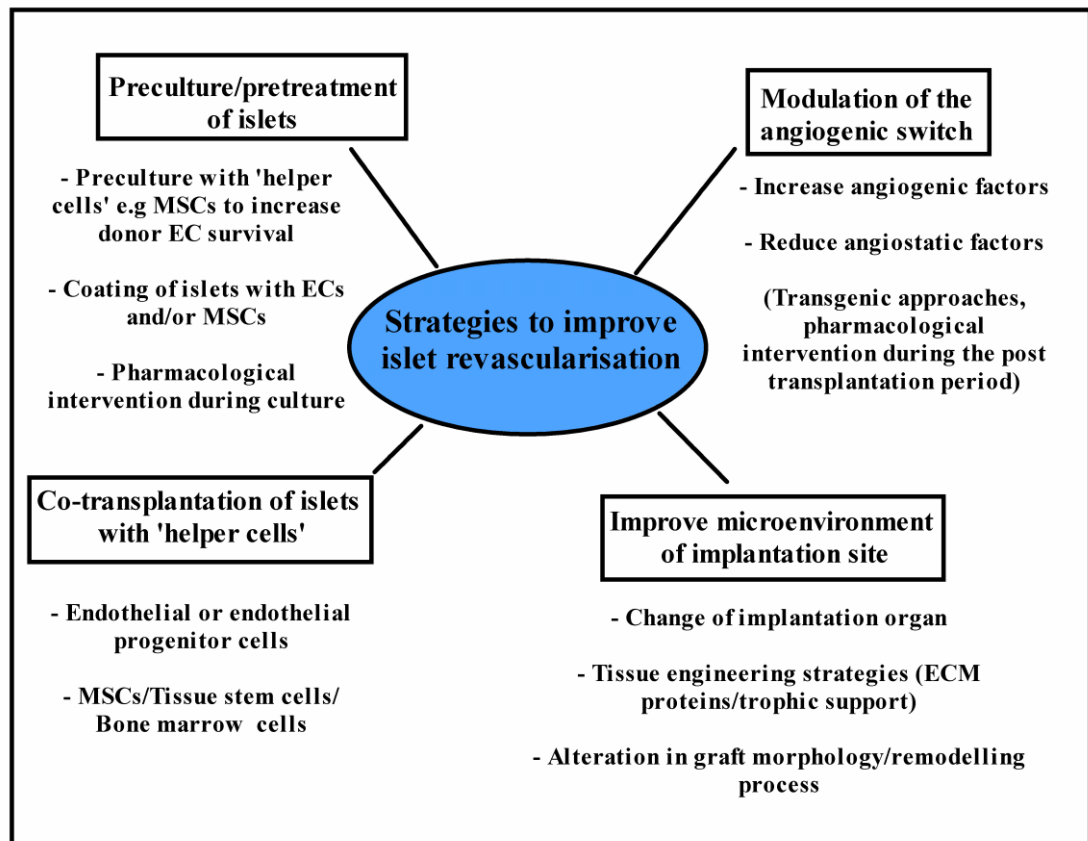 Preculture/pretreatment
of islets
- Preculture with 'helper
cells' e.g MSCs to increase
donor EC survival
- Coating of islets with ECs
and/or MSCs
- Pharmacological
intervention during culture
Modulation of the
angiogenic switch
- Increase angiogenic factors
- Reduce angiostatic factors
(Transgenic approaches,
pharmacological
intervention during the post
transplantation period)
Strategies to improve
islet revascularisation
Co-transplantation of islets
with 'helper cells'
- Endothelial or endothelial
progenitor cells
- MSCs/Tissue stem cells/
Bone marrow cells
Improve microenvironment
of implantation site
- Change of implantation organ
- Tissue engineering strategies (ECM
proteins/trophic support)
- Alteration in graft morphology/remodelling
process